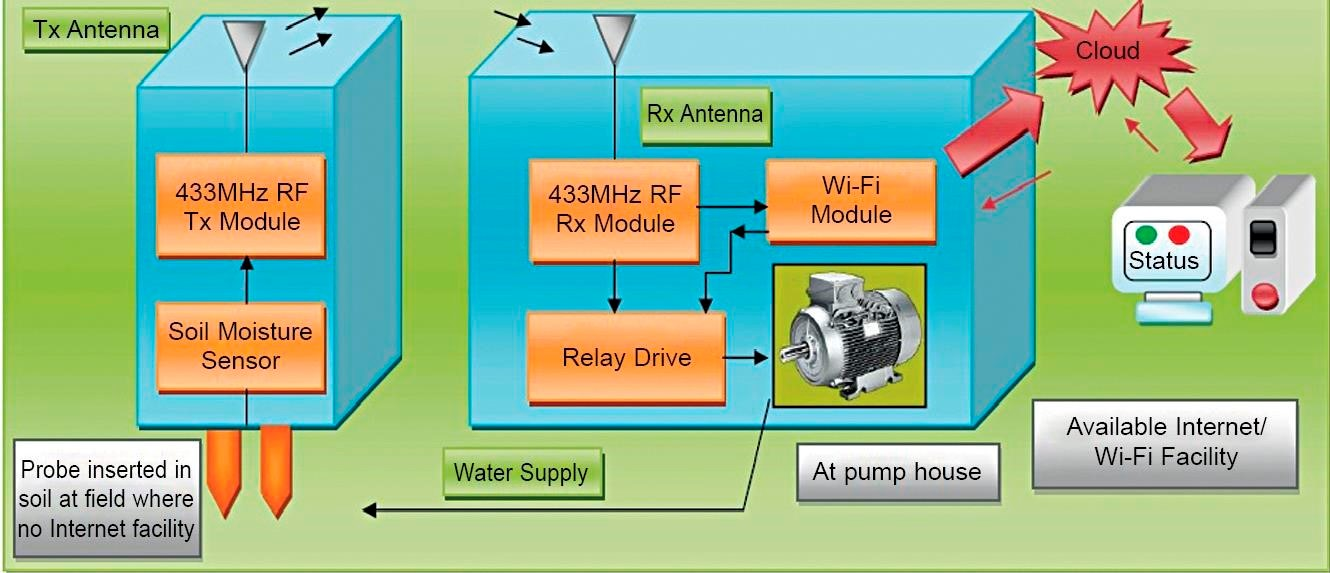 Tx Antenna
Cloud
Rx Antenna
433MHz RF
Tx Module
433MHz RF
Rx Module
Wi-Fi
Module
Status
Soil Moisture
Sensor
Relay Drive
Probe inserted in
soil at field where
no Internet facility
Water Supply
At pump house
Available Internet/
Wi-Fi Facility